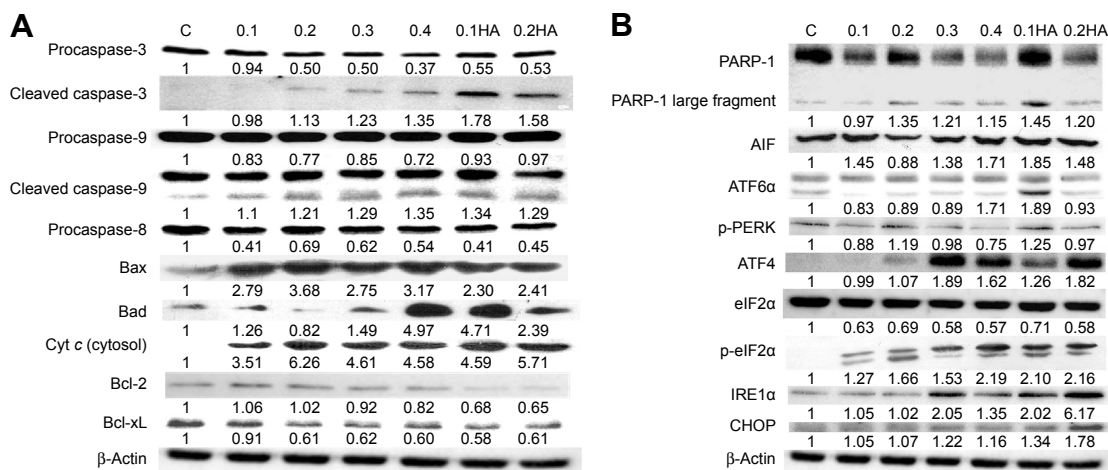 A
C 0.1 0.2 0.3 0.4 0.1HA 0.2HA
Procaspase-3
1 0.94 0.50 0.50 0.37 0.55 0.53
Cleaved caspase-3
1 0.98 1.13 1.23 1.35 1.78 1.58
Procaspase-9
1 0.83 0.77 0.85 0.72 0.93 0.97
Cleaved caspase-9
1 1.1 1.21 1.29 1.35 1.34 1.29
Procaspase-8
1 0.41 0.69 0.62 0.54 0.41 0.45
Bax
1 2.79 3.68 2.75 3.17 2.30 2.41
Bad
1 1.26 0.82 1.49 4.97 4.71 2.39
Cyt c (cytosol)
1 3.51 6.26 4.61 4.58 4.59 5.71
Bcl-2
1 1.06 1.02 0.92 0.82 0.68 0.65
Bcl-xL
1 0.91 0.61 0.62 0.60 0.58 0.61
β-Actin
B
C 0.1 0.2 0.3 0.4 0.1HA 0.2HA
PARP-1
PARP-1 large fragment
1 0.97 1.35 1.21 1.15 1.45 1.20
AIF
1 1.45 0.88 1.38 1.71 1.85 1.48
ATF6α
1 0.83 0.89 0.89 1.71 1.89 0.93
p-PERK
1 0.88 1.19 0.98 0.75 1.25 0.97
ATF4
1 0.99 1.07 1.89 1.62 1.26 1.82
eIF2α
1 0.63 0.69 0.58 0.57 0.71 0.58
p-eIF2α
1 1.27 1.66 1.53 2.19 2.10 2.16
IRE1α
1 1.05 1.02 2.05 1.35 2.02 6.17
CHOP
1 1.05 1.07 1.22 1.16 1.34 1.78
β-Actin